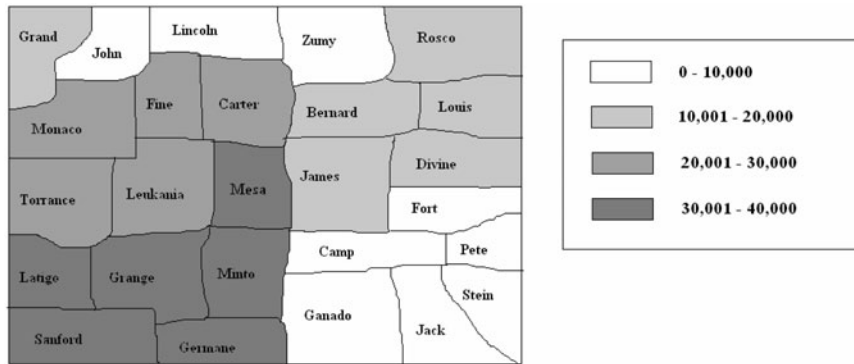 Grand
John
Lincoln
Zumy
Rosco
Monaco
Fine
Carter
Bernard
Louis
Torrance
Leukania
Mesa
James
Divine
Fort
Latigo
Grange
Minto
Camp
Pete
Sanford
Germane
Ganado
Jack
Stein
0 - 10,000
10,001 - 20,000
20,001 - 30,000
30,001 - 40,000